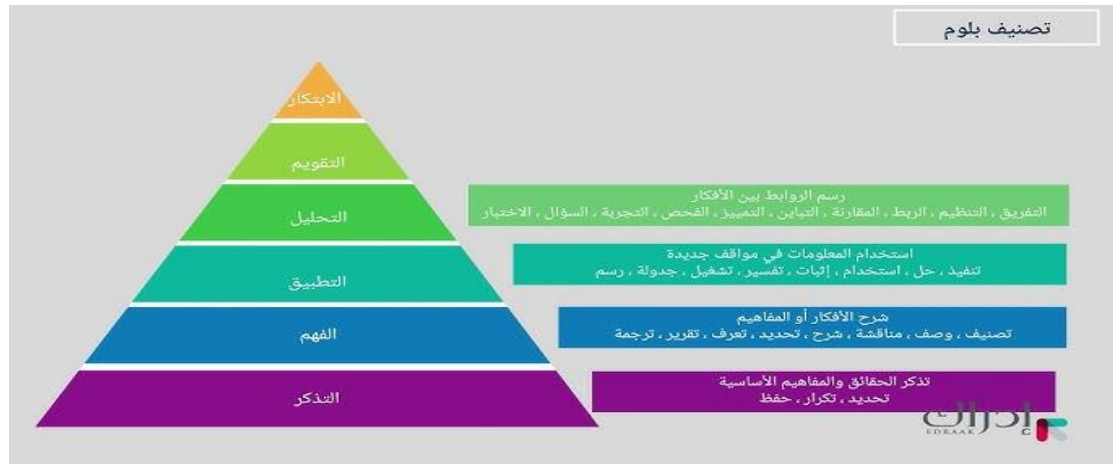 تصنيف بلوم
الابتكار
التقويم
التحليل
رسم الروابط بين الأفكار
التفريق ، التنظيم ، الربط ، المقارنة ، التباين ، التمييز ، الفحص ، التجربة ، السؤال ، الاختبار
التطبيق
استخدام المعلومات في مواقف جديدة
تنفيذ ، حل ، استخدام ، إثبات ، تفسير ، تشغيل ، جدولة ، رسم
الفهم
شرح الأفكار أو المفاهيم
تصنيف ، وصف ، مناقشة ، شرح ، تحديد ، تعرف ، تقرير ، ترجمة
التذكر
تذكر الحقائق والمفاهيم الأساسية
تحديد ، تكرار ، حفظ
إدراك
EDRAAK